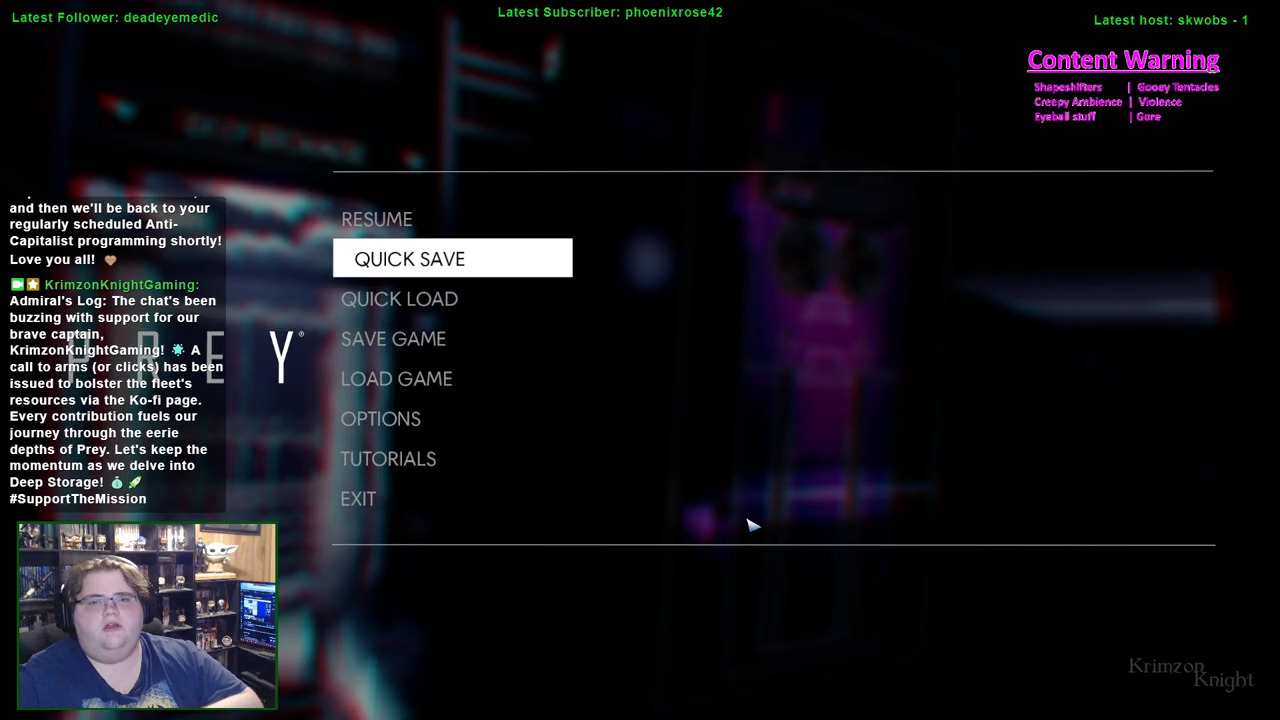 Latest Follower: deadeyemedic
Latest Subscriber: phoenixrose42
Latest host: skwobs - 1
Content Warning
Shapeshifters | Gooey Tentacles
Creepy Ambience | Violence
Eyeball stuff | Gore
and then we'll be back to your
regularly scheduled Anti-
Capitalist programming shortly!
Love you all!
KrimzonKnightGaming:
Admiral's Log: The chat's been
buzzing with support for our
brave captain,
KrimzonKnightGaming! A
call to arms (or clicks) has been
issued to bolster the fleet's
resources via the Ko-fi page.
Every contribution fuels our
journey through the eerie
depths of Prey. Let's keep the
momentum as we delve into
Deep Storage!
#SupportTheMission
PREY®
RESUME
QUICK SAVE
QUICK LOAD
SAVE GAME
LOAD GAME
OPTIONS
TUTORIALS
EXIT
Krimzon
Knight